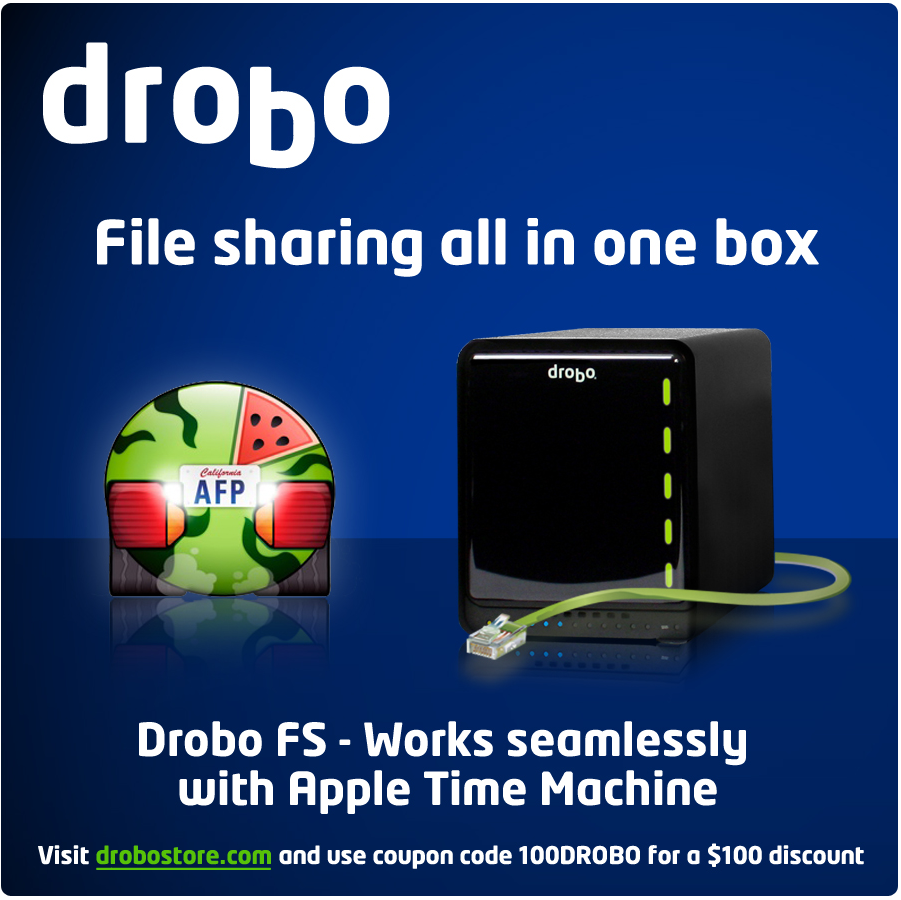 drobo
File sharing all in one box
drobo
California
AFP
Drobo FS - Works seamlessly
with Apple Time Machine
Visit drobostore.com and use coupon code 100DROBO for a $100 discount